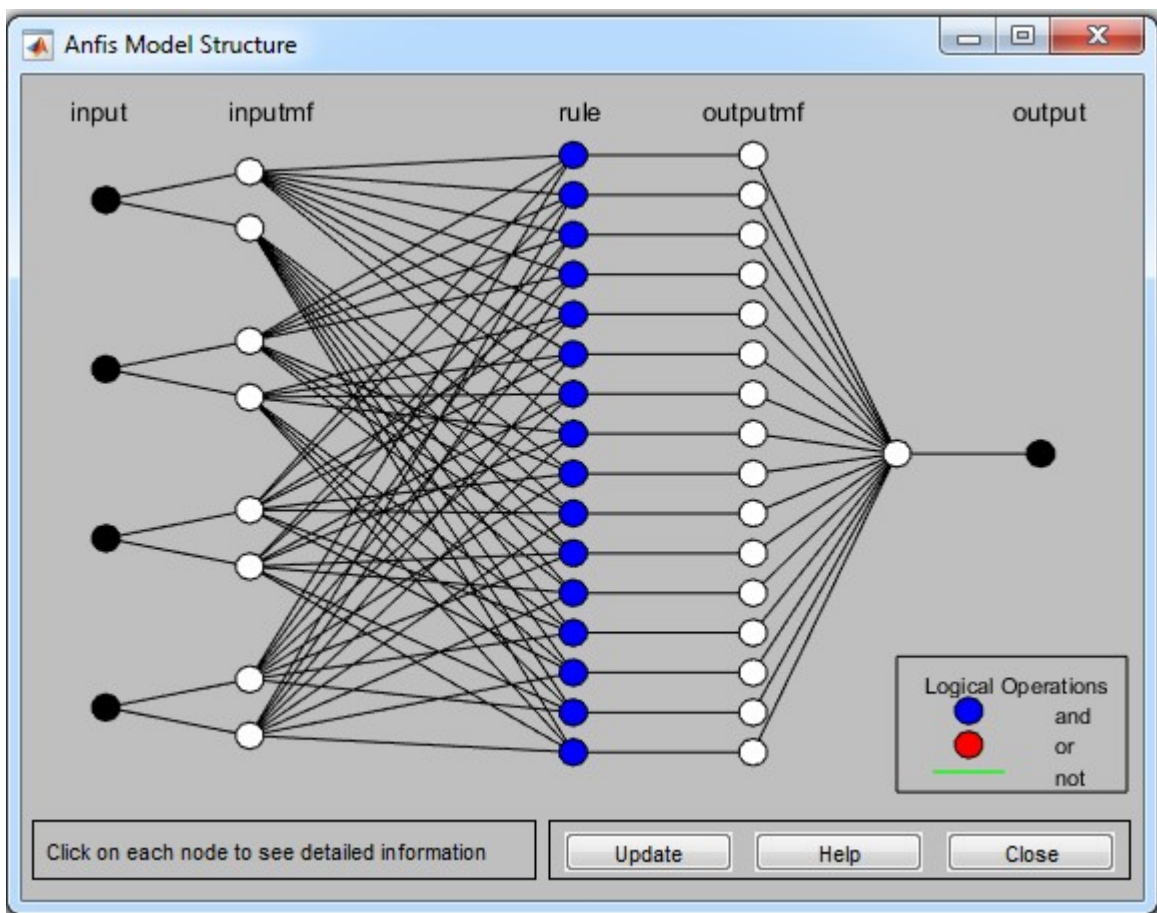 Anfis Model Structure
input inputmf rule outputmf output
Logical Operations
and
or
not
Click on each node to see detailed information
Update Help Close